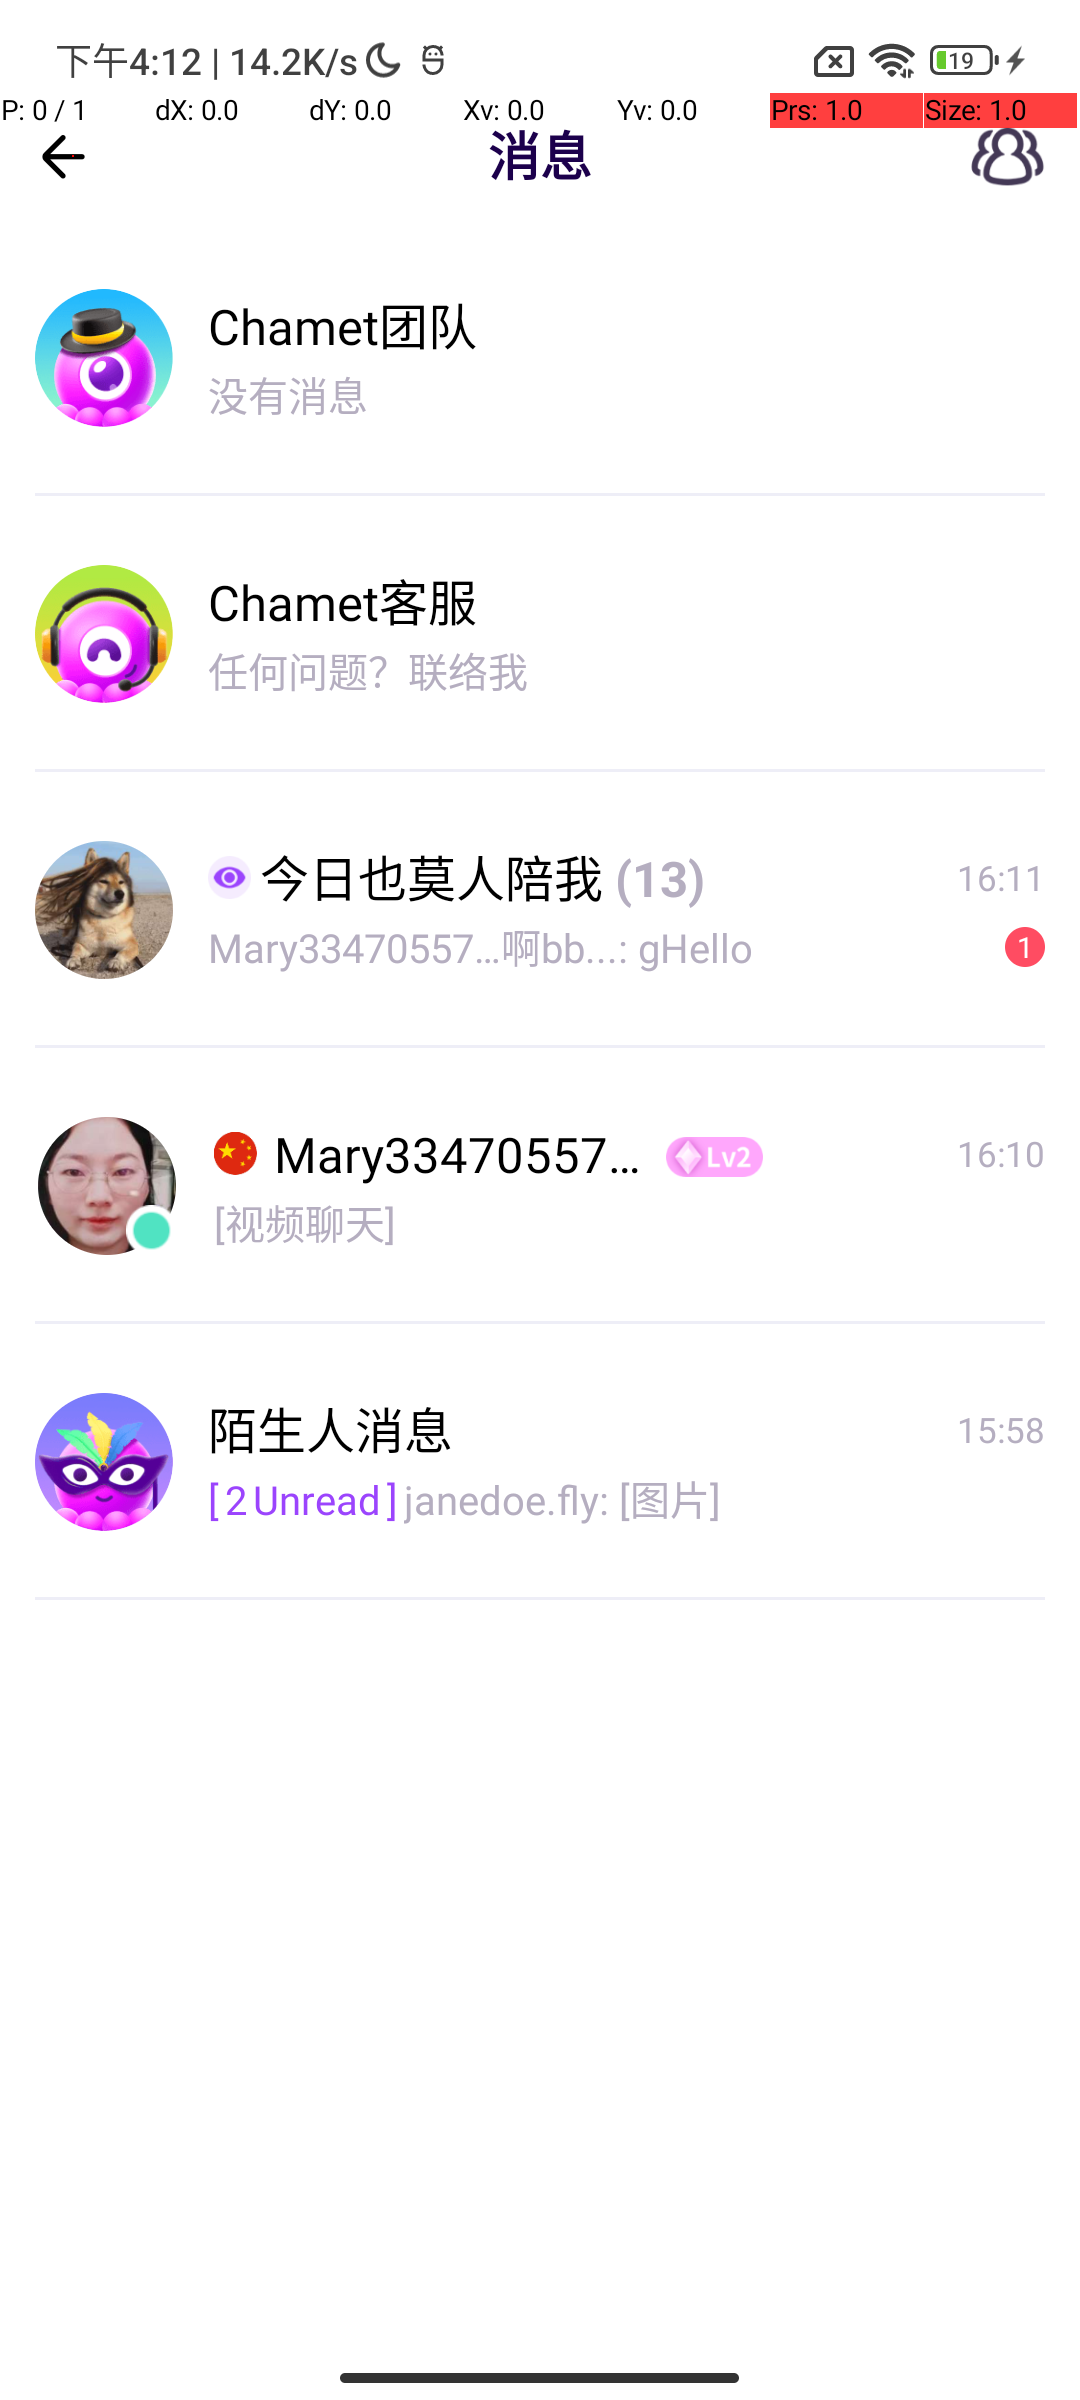 下午4:12 | 14.2K/s
19
P: 0 / 1 dX: 0.0 dY: 0.0 Xv: 0.0 Yv: 0.0 Prs: 1.0 Size: 1.0
消息
Chamet团队
没有消息
Chamet客服
任何问题？联络我
今日也莫人陪我 (13) 16:11
Mary33470557...啊bb...: gHello 1
Mary33470557... Lv2 16:10
[视频聊天]
陌生人消息 15:58
[2 Unread] janedoe.fly: [图片]